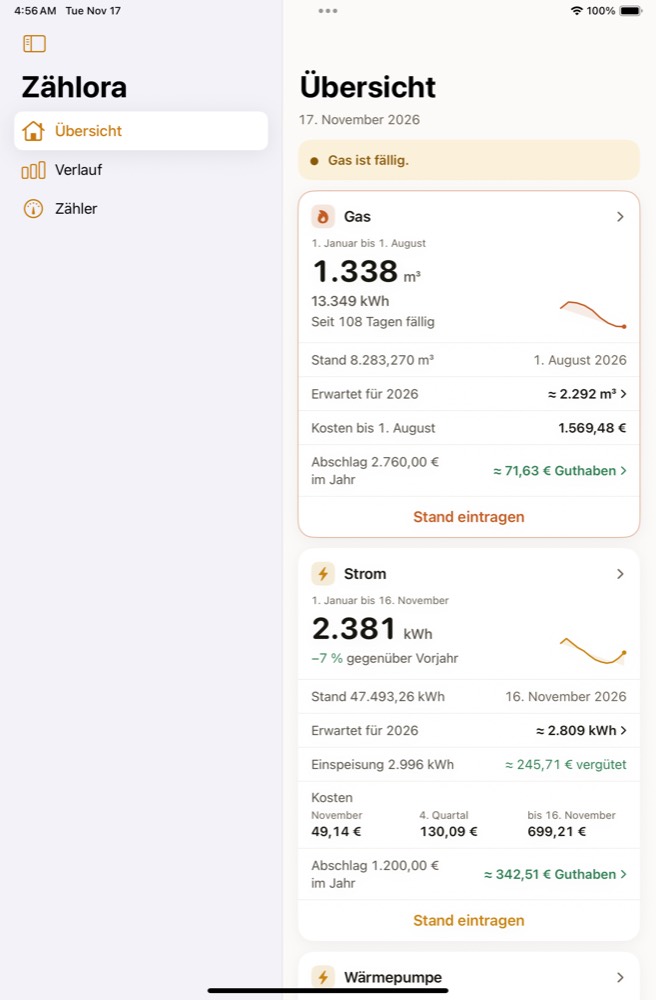 4:56 AM Tue Nov 17
100%
Zählora
Übersicht
Verlauf
Zähler
Übersicht
17. November 2026
Gas ist fällig.
Gas
1. Januar bis 1. August
1.338 m³
13.349 kWh
Seit 108 Tagen fällig
Stand 8.283,270 m³ 1. August 2026
Erwartet für 2026 ≈ 2.292 m³ >
Kosten bis 1. August 1.569,48 €
Abschlag 2.760,00 €
im Jahr
≈ 71,63 € Guthaben >
Stand eintragen
Strom
1. Januar bis 16. November
2.381 kWh
−7 % gegenüber Vorjahr
Stand 47.493,26 kWh 16. November 2026
Erwartet für 2026 ≈ 2.809 kWh >
Einspeisung 2.996 kWh ≈ 245,71 € vergütet
Kosten
November 4. Quartal bis 16. November
49,14 € 130,09 € 699,21 €
Abschlag 1.200,00 €
im Jahr
≈ 342,51 € Guthaben >
Stand eintragen
Wärmepumpe